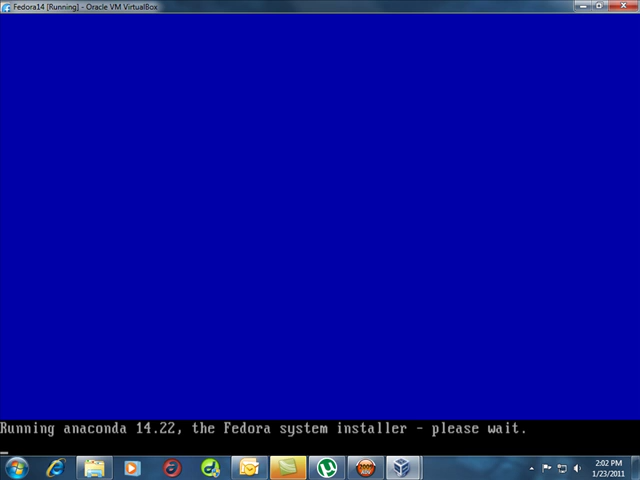 Fedora14 [Running] - Oracle VM VirtualBox
Running anaconda 14.22, the Fedora system installer - please wait.
2:02 PM
1/23/2011